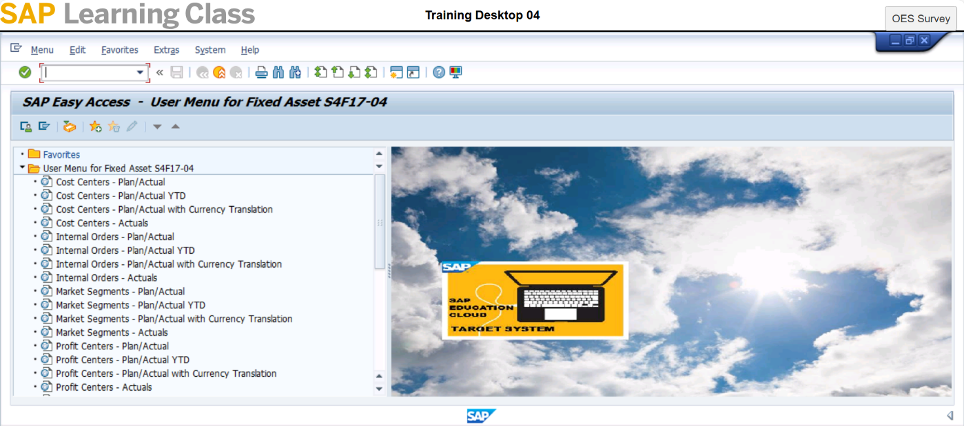 SAP Learning Class
Training Desktop 04
OES Survey
Menu Edit Favorites Extras System Help
SAP Easy Access - User Menu for Fixed Asset S4F17-04
Favorites
User Menu for Fixed Asset S4F17-04
Cost Centers - Plan/Actual
Cost Centers - Plan/Actual YTD
Cost Centers - Plan/Actual with Currency Translation
Cost Centers - Actuals
Internal Orders - Plan/Actual
Internal Orders - Plan/Actual YTD
Internal Orders - Plan/Actual with Currency Translation
Internal Orders - Actuals
Market Segments - Plan/Actual
Market Segments - Plan/Actual YTD
Market Segments - Plan/Actual with Currency Translation
Market Segments - Actuals
Profit Centers - Plan/Actual
Profit Centers - Plan/Actual YTD
Profit Centers - Plan/Actual with Currency Translation
Profit Centers - Actuals
SAP
SAP
EDUCATION
CLOUD
TARGET SYSTEM
SAP